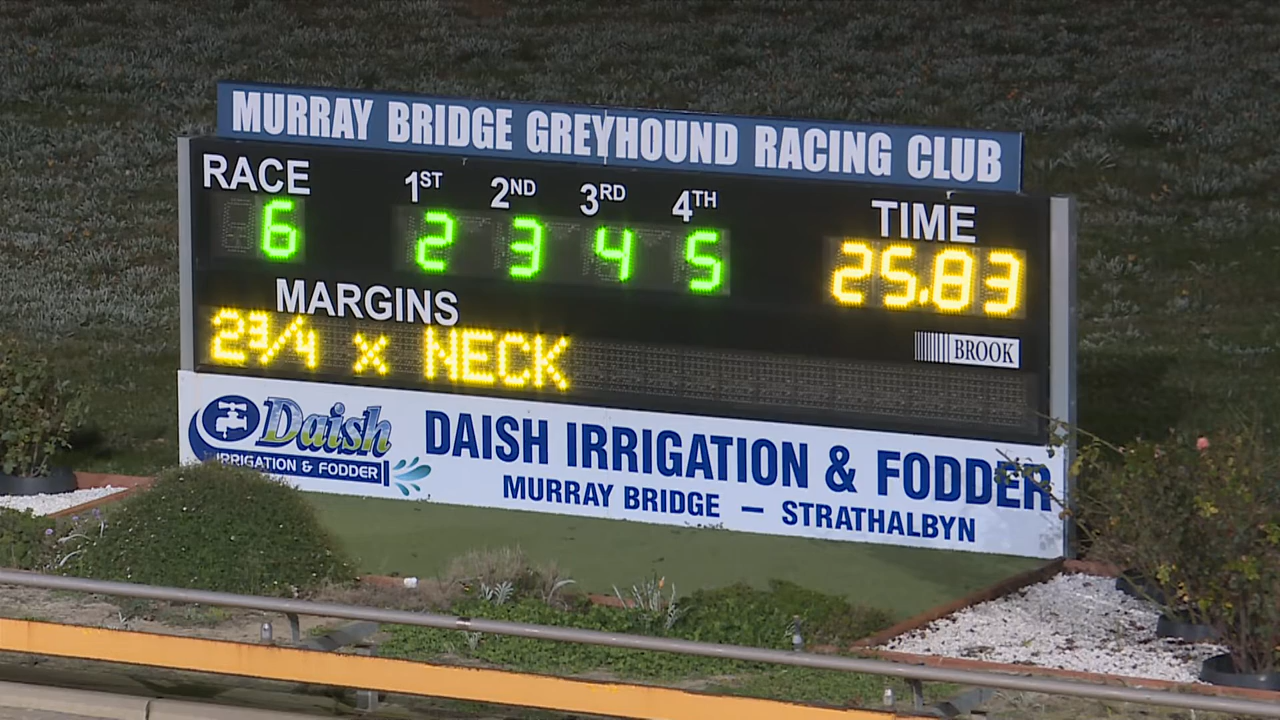 MURRAY BRIDGE GREYHOUND RACING CLUB
RACE 1ST 2ND 3RD 4TH TIME
6 2 3 4 5 25.83
MARGINS
2¾ x NECK
BROOK
Daish
IRRIGATION & FODDER
DAISH IRRIGATION & FODDER
MURRAY BRIDGE – STRATHALBYN